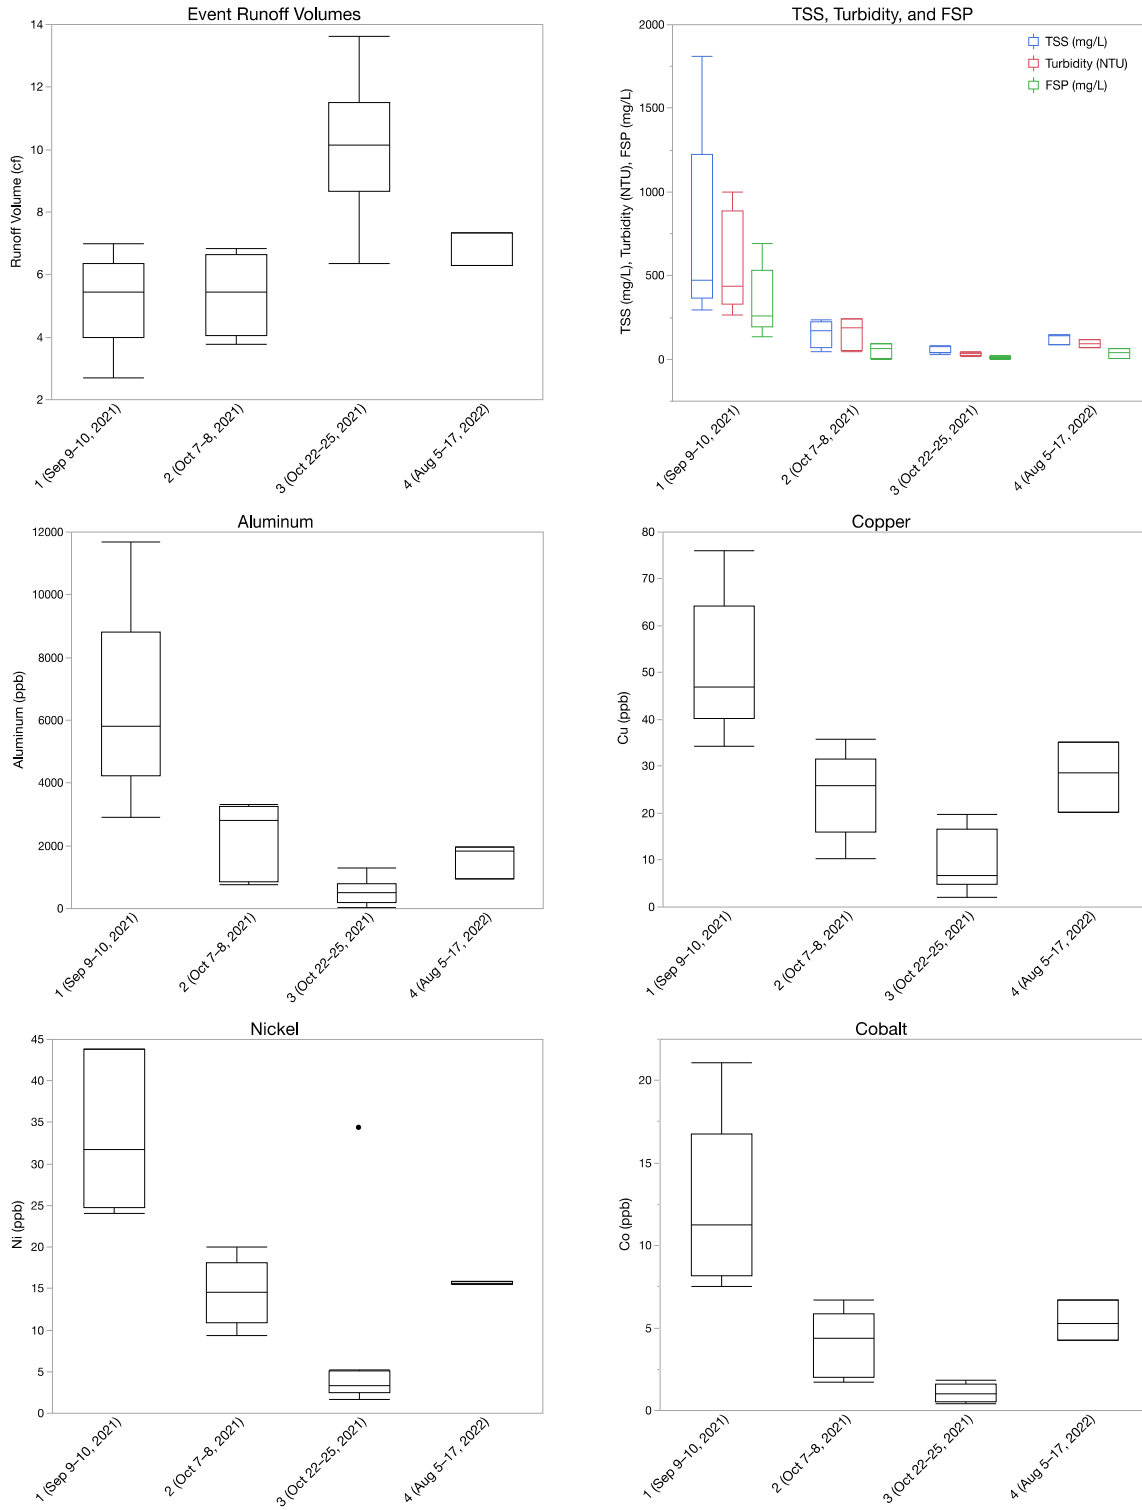 Event Runoff Volumes
Runoff Volume (cf)
14
12
10
8
6
4
2
1 (Sep 9–10, 2021)
2 (Oct 7–8, 2021)
3 (Oct 22–25, 2021)
4 (Aug 5–17, 2022)
TSS, Turbidity, and FSP
TSS (mg/L), Turbidity (NTU), FSP (mg/L)
2000
1500
1000
500
0
TSS (mg/L)
Turbidity (NTU)
FSP (mg/L)
1 (Sep 9–10, 2021)
2 (Oct 7–8, 2021)
3 (Oct 22–25, 2021)
4 (Aug 5–17, 2022)
Aluminum
Aluminum (ppb)
12000
10000
8000
6000
4000
2000
0
1 (Sep 9–10, 2021)
2 (Oct 7–8, 2021)
3 (Oct 22–25, 2021)
4 (Aug 5–17, 2022)
Copper
Cu (ppb)
80
70
60
50
40
30
20
10
0
1 (Sep 9–10, 2021)
2 (Oct 7–8, 2021)
3 (Oct 22–25, 2021)
4 (Aug 5–17, 2022)
Nickel
Ni (ppb)
45
40
35
30
25
20
15
10
5
0
1 (Sep 9–10, 2021)
2 (Oct 7–8, 2021)
3 (Oct 22–25, 2021)
4 (Aug 5–17, 2022)
Cobalt
Co (ppb)
20
15
10
5
0
1 (Sep 9–10, 2021)
2 (Oct 7–8, 2021)
3 (Oct 22–25, 2021)
4 (Aug 5–17, 2022)